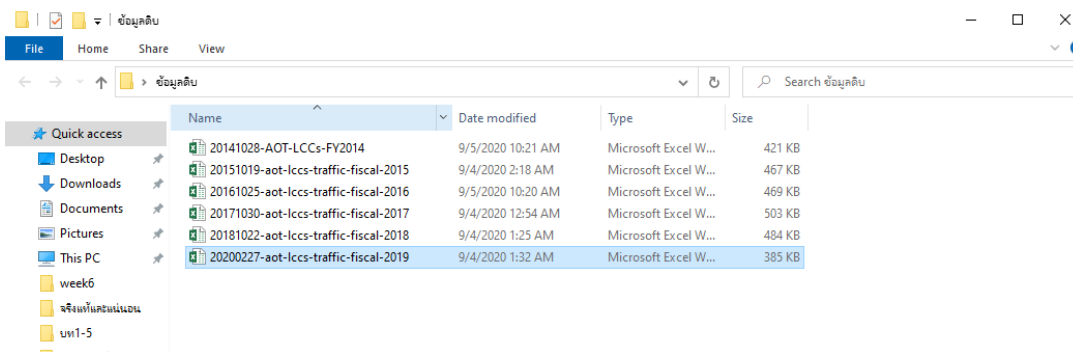 ข้อมูลดิบ
File Home Share View
ข้อมูลดิบ Search ข้อมูลดิบ
Name Date modified Type Size
Quick access
Desktop
Downloads
Documents
Pictures
This PC
week6
จริงแท้และแน่นอน
บท1-5
20141028-AOT-LCCs-FY2014 9/5/2020 10:21 AM Microsoft Excel W... 421 KB
20151019-aot-lccs-traffic-fiscal-2015 9/4/2020 2:18 AM Microsoft Excel W... 467 KB
20161025-aot-lccs-traffic-fiscal-2016 9/5/2020 10:20 AM Microsoft Excel W... 469 KB
20171030-aot-lccs-traffic-fiscal-2017 9/4/2020 12:54 AM Microsoft Excel W... 503 KB
20181022-aot-lccs-traffic-fiscal-2018 9/4/2020 1:25 AM Microsoft Excel W... 484 KB
20200227-aot-lccs-traffic-fiscal-2019 9/4/2020 1:32 AM Microsoft Excel W... 385 KB